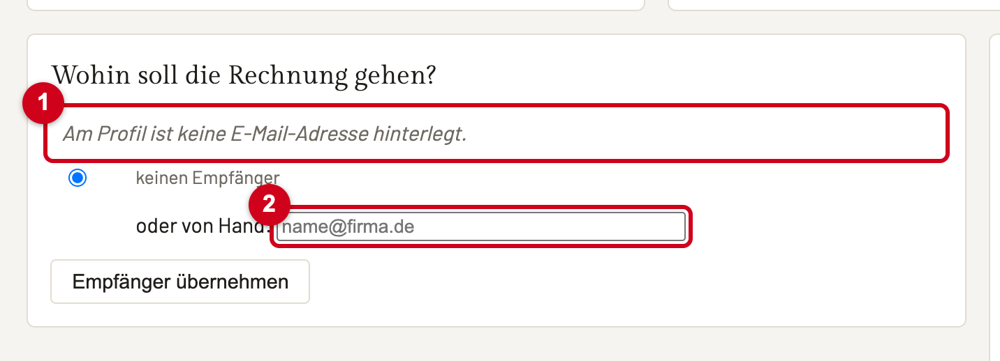 Wohin soll die Rechnung gehen?
1
Am Profil ist keine E-Mail-Adresse hinterlegt.
keinen Empfänger
2
oder von Hand: name@firma.de
Empfänger übernehmen